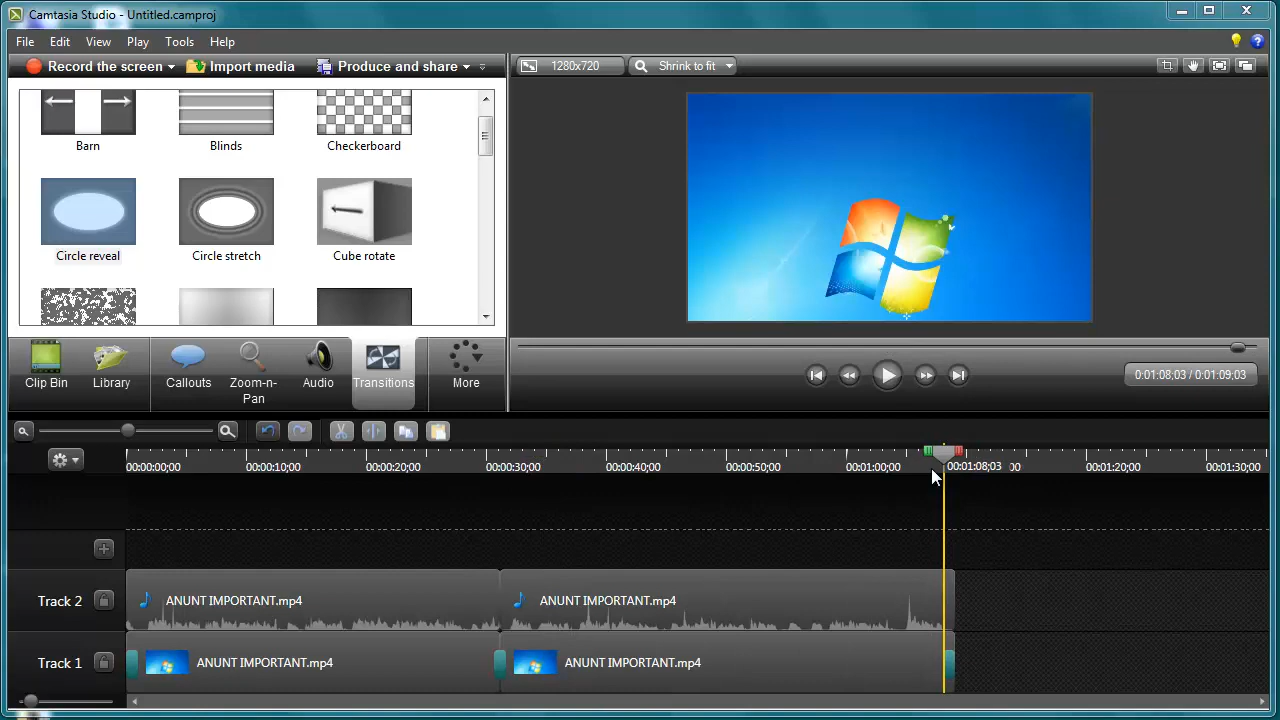 Camtasia Studio - Untitled.camproj
File Edit View Play Tools Help
Record the screen Import media Produce and share
1280x720 Shrink to fit
Barn Blinds Checkerboard
Circle reveal Circle stretch Cube rotate
Clip Bin Library Callouts Zoom-n-Pan Audio Transitions More
0:01:08;03 / 0:01:09;03
00:00:00;00 00:00:10;00 00:00:20;00 00:00:30;00 00:00:40;00 00:00:50;00 00:01:00;00 00:01:08;03 00 00:01:20;00 00:01:30;00
Track 2 ANUNT IMPORTANT.mp4 ANUNT IMPORTANT.mp4
Track 1 ANUNT IMPORTANT.mp4 ANUNT IMPORTANT.mp4